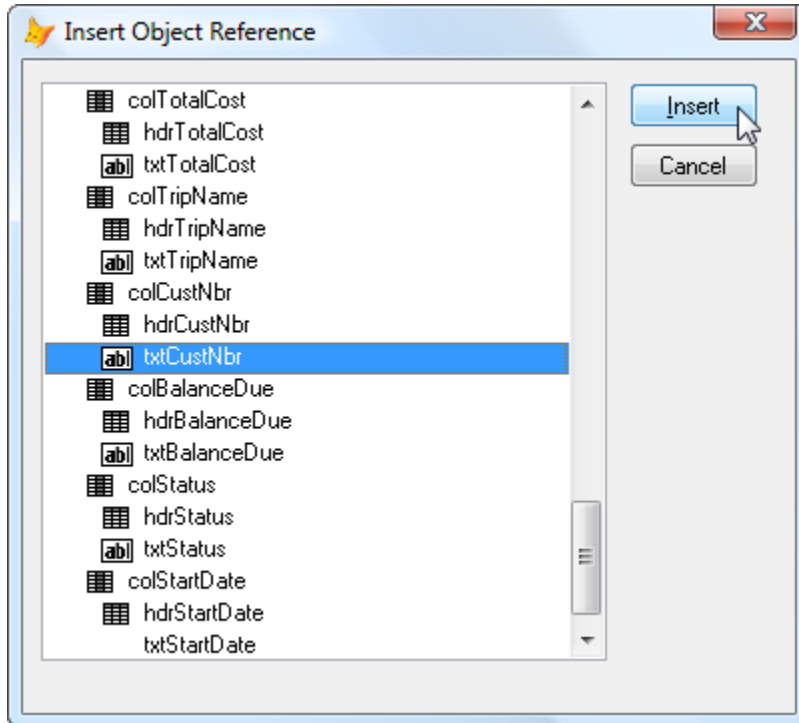 Insert Object Reference
colTotalCost
hdrTotalCost
abl txtTotalCost
colTripName
hdrTripName
abl txtTripName
colCustNbr
hdrCustNbr
abl txtCustNbr
colBalanceDue
hdrBalanceDue
abl txtBalanceDue
colStatus
hdrStatus
abl txtStatus
colStartDate
hdrStartDate
txtStartDate
Insert
Cancel